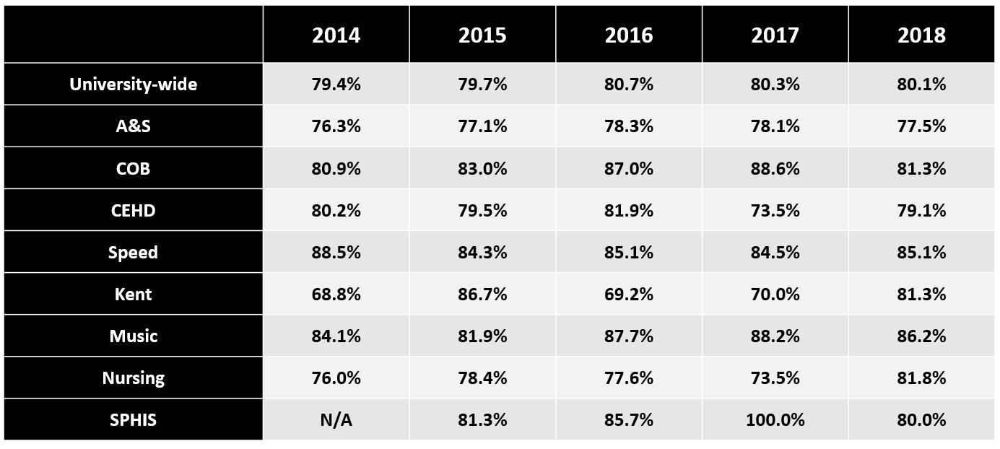 2014 2015 2016 2017 2018
University-wide 79.4% 79.7% 80.7% 80.3% 80.1%
A&S 76.3% 77.1% 78.3% 78.1% 77.5%
COB 80.9% 83.0% 87.0% 88.6% 81.3%
CEHD 80.2% 79.5% 81.9% 73.5% 79.1%
Speed 88.5% 84.3% 85.1% 84.5% 85.1%
Kent 68.8% 86.7% 69.2% 70.0% 81.3%
Music 84.1% 81.9% 87.7% 88.2% 86.2%
Nursing 76.0% 78.4% 77.6% 73.5% 81.8%
SPHIS N/A 81.3% 85.7% 100.0% 80.0%